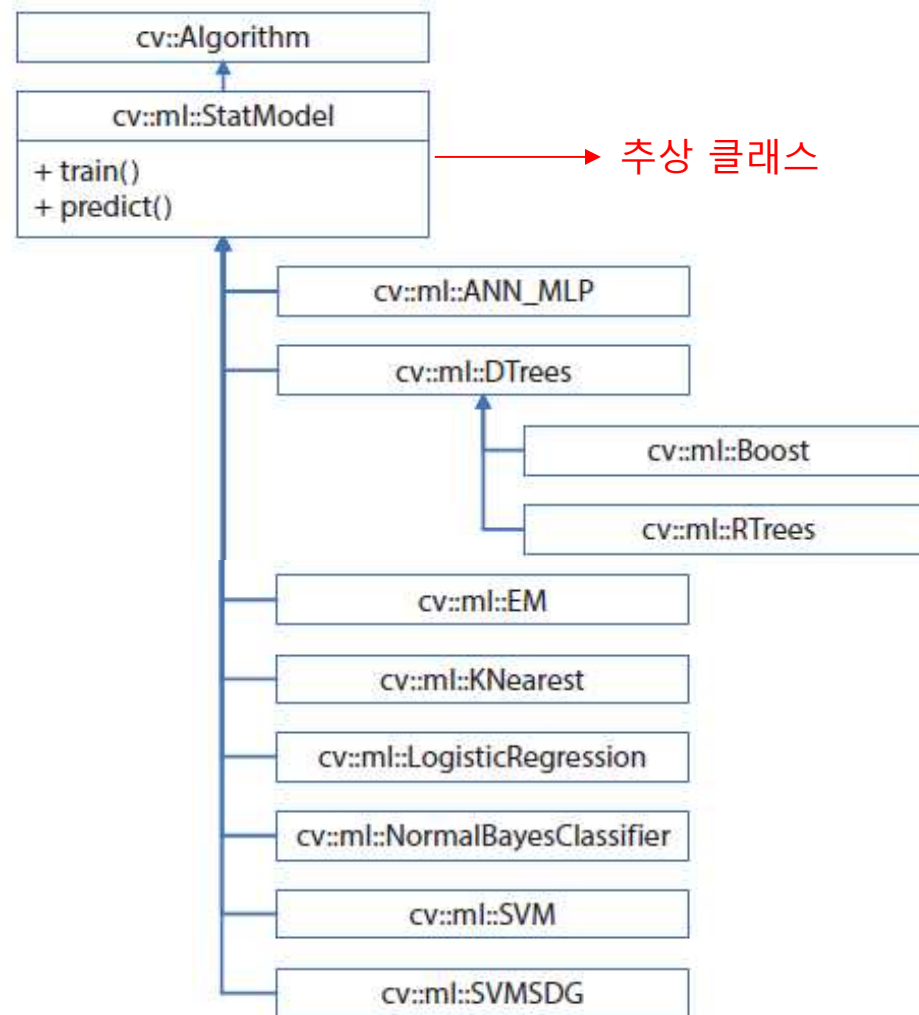 cv::Algorithm
cv::ml::StatModel
+ train()
+ predict()
추상 클래스
cv::ml::ANN_MLP
cv::ml::DTrees
cv::ml::Boost
cv::ml::RTrees
cv::ml::EM
cv::ml::KNearest
cv::ml::LogisticRegression
cv::ml::NormalBayesClassifier
cv::ml::SVM
cv::ml::SVMSDG